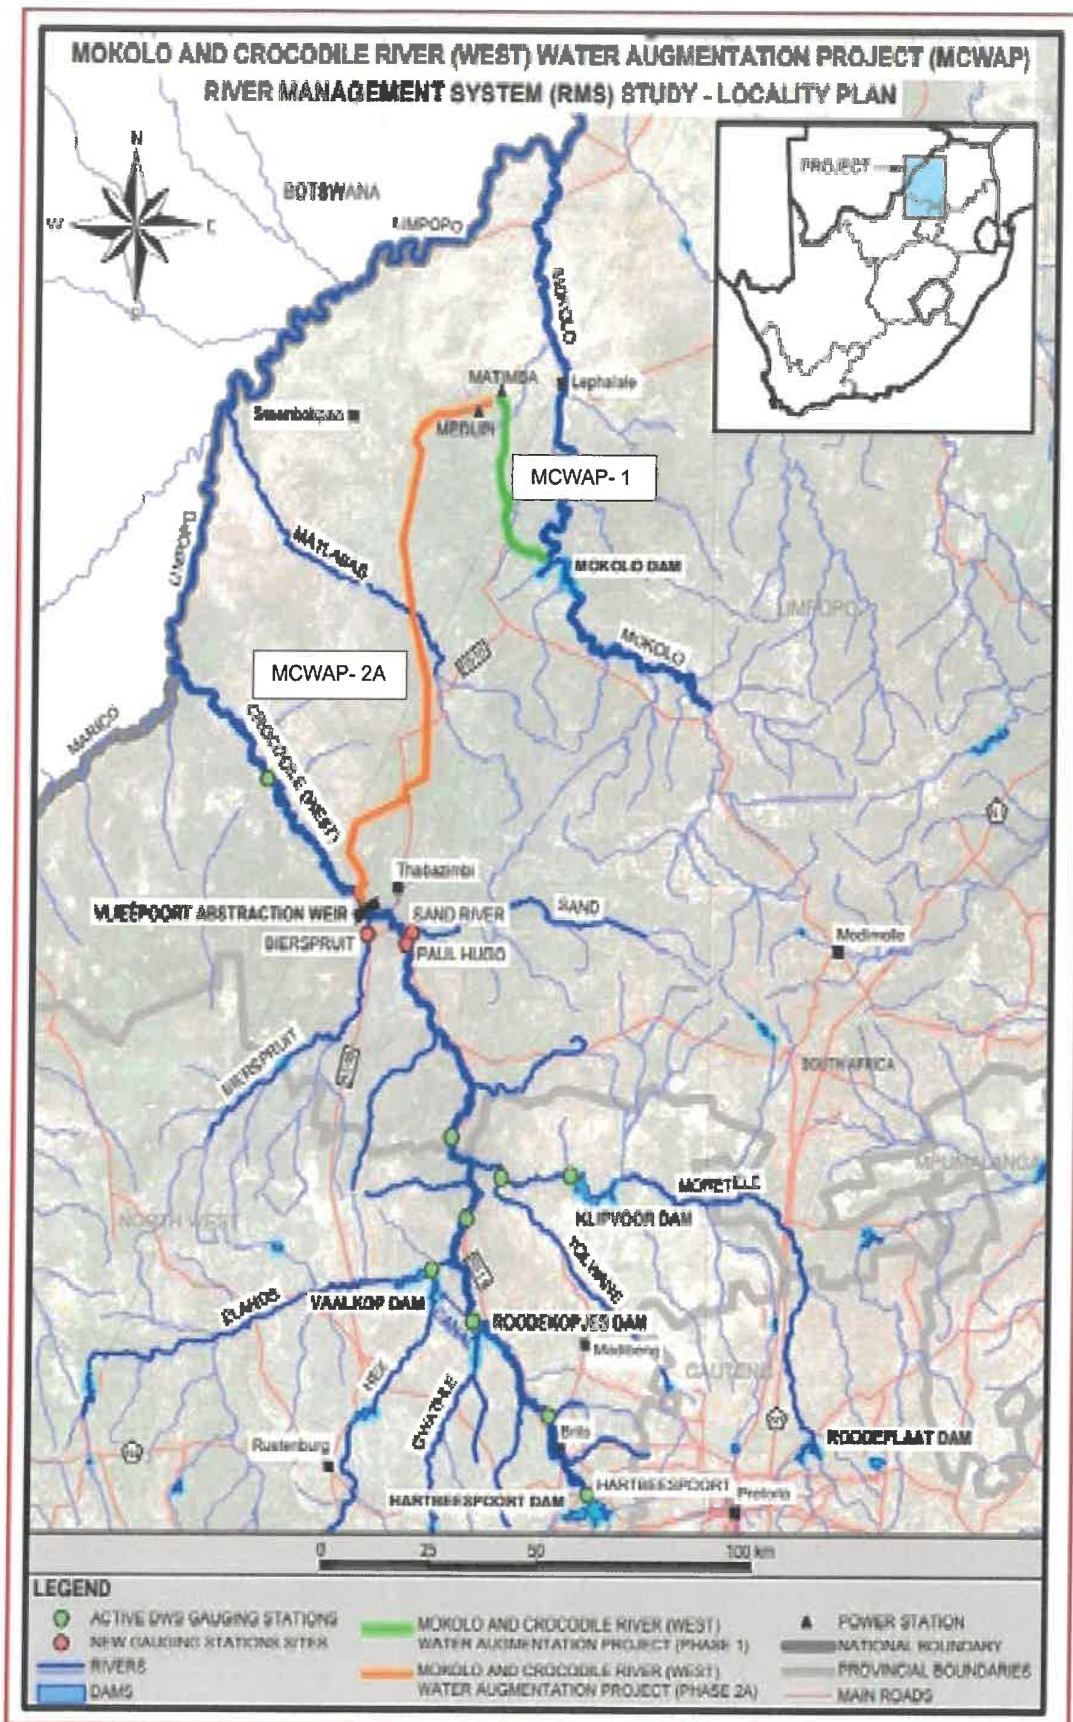 MOKOLO AND CROCODILE RIVER (WEST) WATER AUGMENTATION PROJECT (MCWAP)
RIVER MANAGEMENT SYSTEM (RMS) STUDY - LOCALITY PLAN
N
W
E
S
BOTSWANA
LIMPOPO
PROJECT
MOKOLO
MATIMBA
Lephalale
MEDUPI
MCWAP- 1
LIMPOPO
MATLABAS
MOKOLO DAM
LIMPOPO
MOKOLO
MCWAP- 2A
MARICO
CROCODILE (WEST)
Thabazimbi
VLIEËPOORT ABSTRACTION WEIR
SAND RIVER
SAND
BIERSPRUIT
PAUL HUGO
Modimolle
BIERSPRUIT
SOUTH AFRICA
MPUMALANGA
MORETELE
NORTH WEST
KLIPVOOR DAM
TOLWANE
ELANDS
VAALKOP DAM
ROODEKOPJES DAM
Madibeng
GAUTENG
HEX
Rustenburg
Brits
ROODEPLAAT DAM
HARTBEESPOORT DAM
HARTBEESPOORT
Pretoria
0 25 50 100 km
LEGEND
ACTIVE DWS GAUGING STATIONS
NEW GAUGING STATIONS SITES
RIVERS
DAMS
MOKOLO AND CROCODILE RIVER (WEST)
WATER AUGMENTATION PROJECT (PHASE 1)
MOKOLO AND CROCODILE RIVER (WEST)
WATER AUGMENTATION PROJECT (PHASE 2A)
POWER STATION
NATIONAL BOUNDARY
PROVINCIAL BOUNDARIES
MAIN ROADS